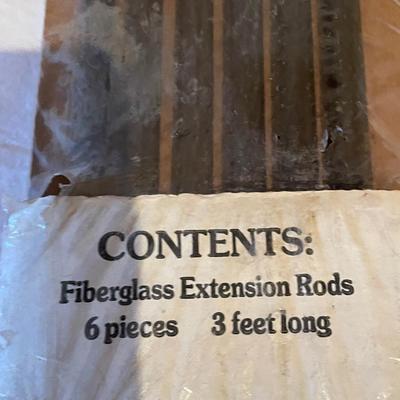 CONTENTS:
Fiberglass Extension Rods
6 pieces 3 feet long